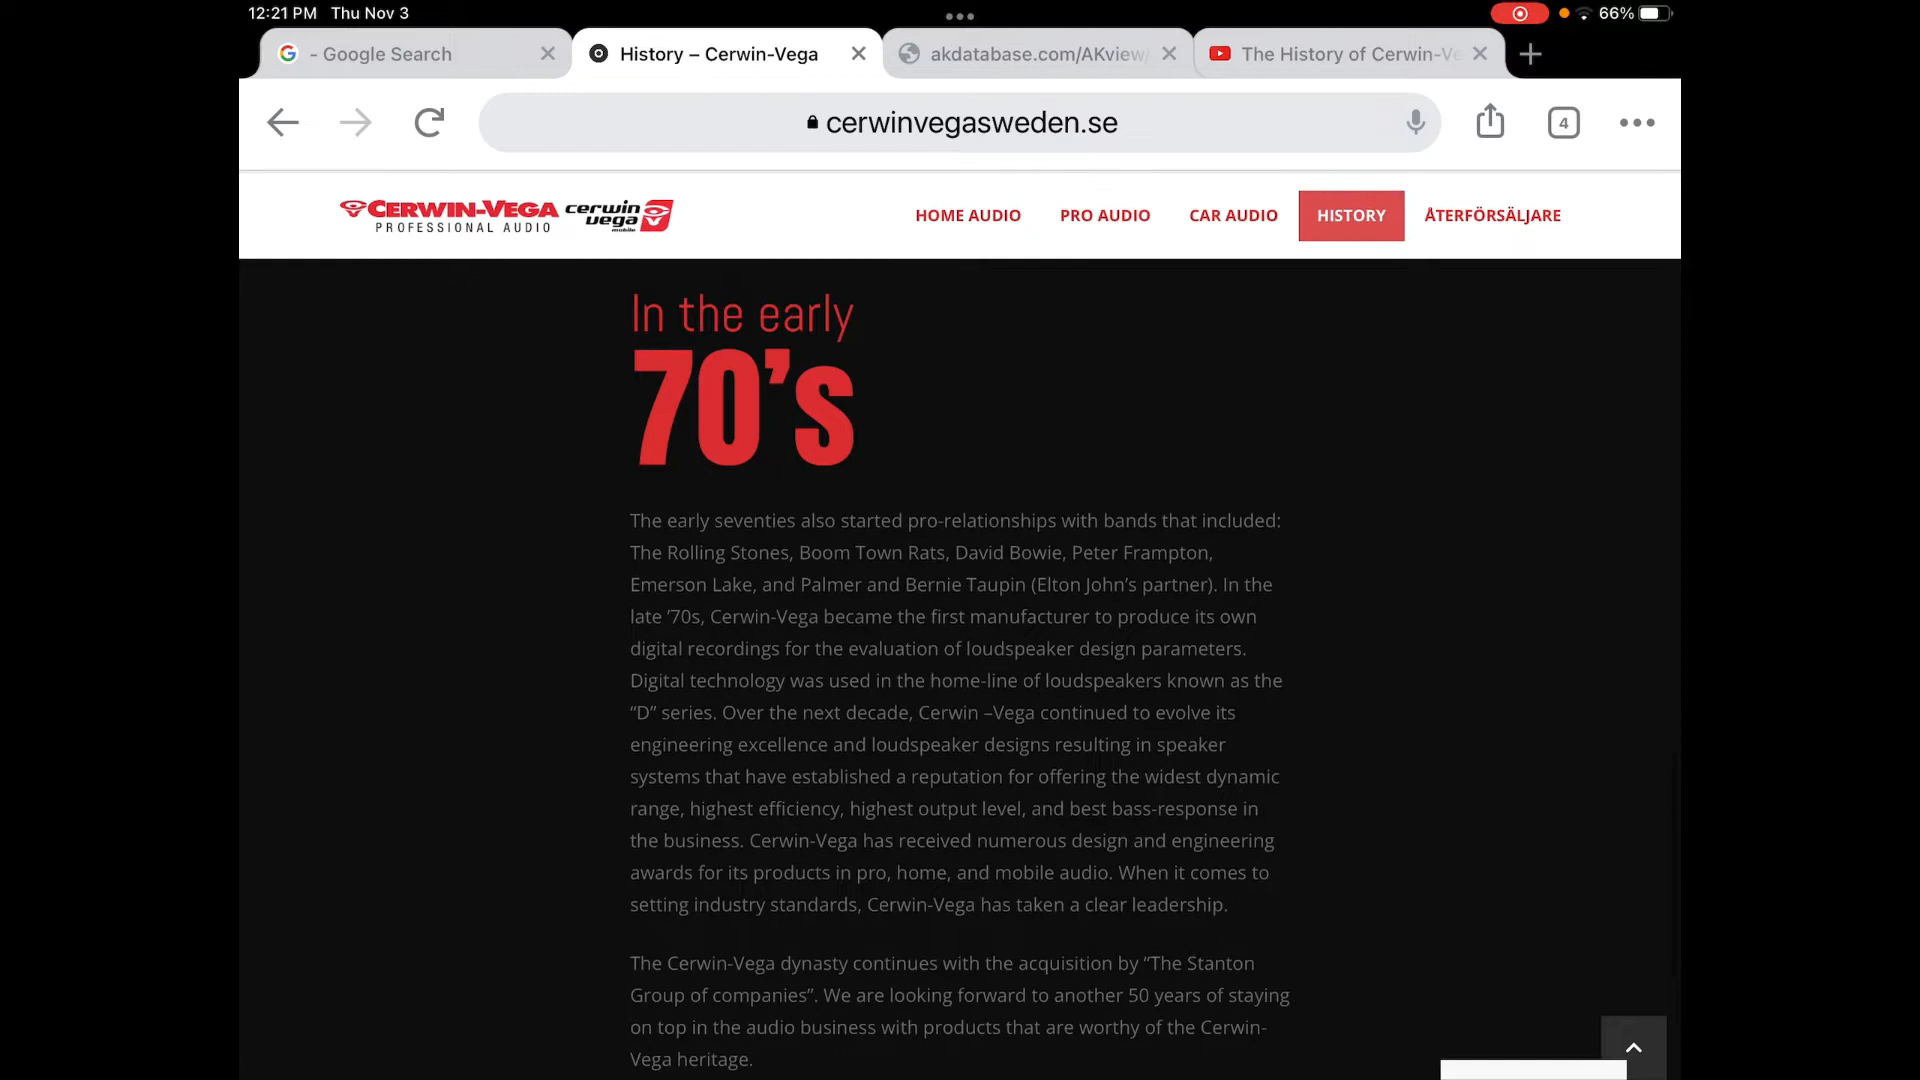 12:21 PM Thu Nov 3
66%
- Google Search
History – Cerwin-Vega
akdatabase.com/AKview/
The History of Cerwin-Ve
cerwinvegasweden.se
4
CERWIN-VEGA
PROFESSIONAL AUDIO
cerwin
vega
mobile
HOME AUDIO
PRO AUDIO
CAR AUDIO
HISTORY
ÅTERFÖRSÄLJARE
In the early
70’s
The early seventies also started pro-relationships with bands that included:
The Rolling Stones, Boom Town Rats, David Bowie, Peter Frampton,
Emerson Lake, and Palmer and Bernie Taupin (Elton John’s partner). In the
late ’70s, Cerwin-Vega became the first manufacturer to produce its own
digital recordings for the evaluation of loudspeaker design parameters.
Digital technology was used in the home-line of loudspeakers known as the
“D” series. Over the next decade, Cerwin –Vega continued to evolve its
engineering excellence and loudspeaker designs resulting in speaker
systems that have established a reputation for offering the widest dynamic
range, highest efficiency, highest output level, and best bass-response in
the business. Cerwin-Vega has received numerous design and engineering
awards for its products in pro, home, and mobile audio. When it comes to
setting industry standards, Cerwin-Vega has taken a clear leadership.
The Cerwin-Vega dynasty continues with the acquisition by “The Stanton
Group of companies”. We are looking forward to another 50 years of staying
on top in the audio business with products that are worthy of the Cerwin-
Vega heritage.